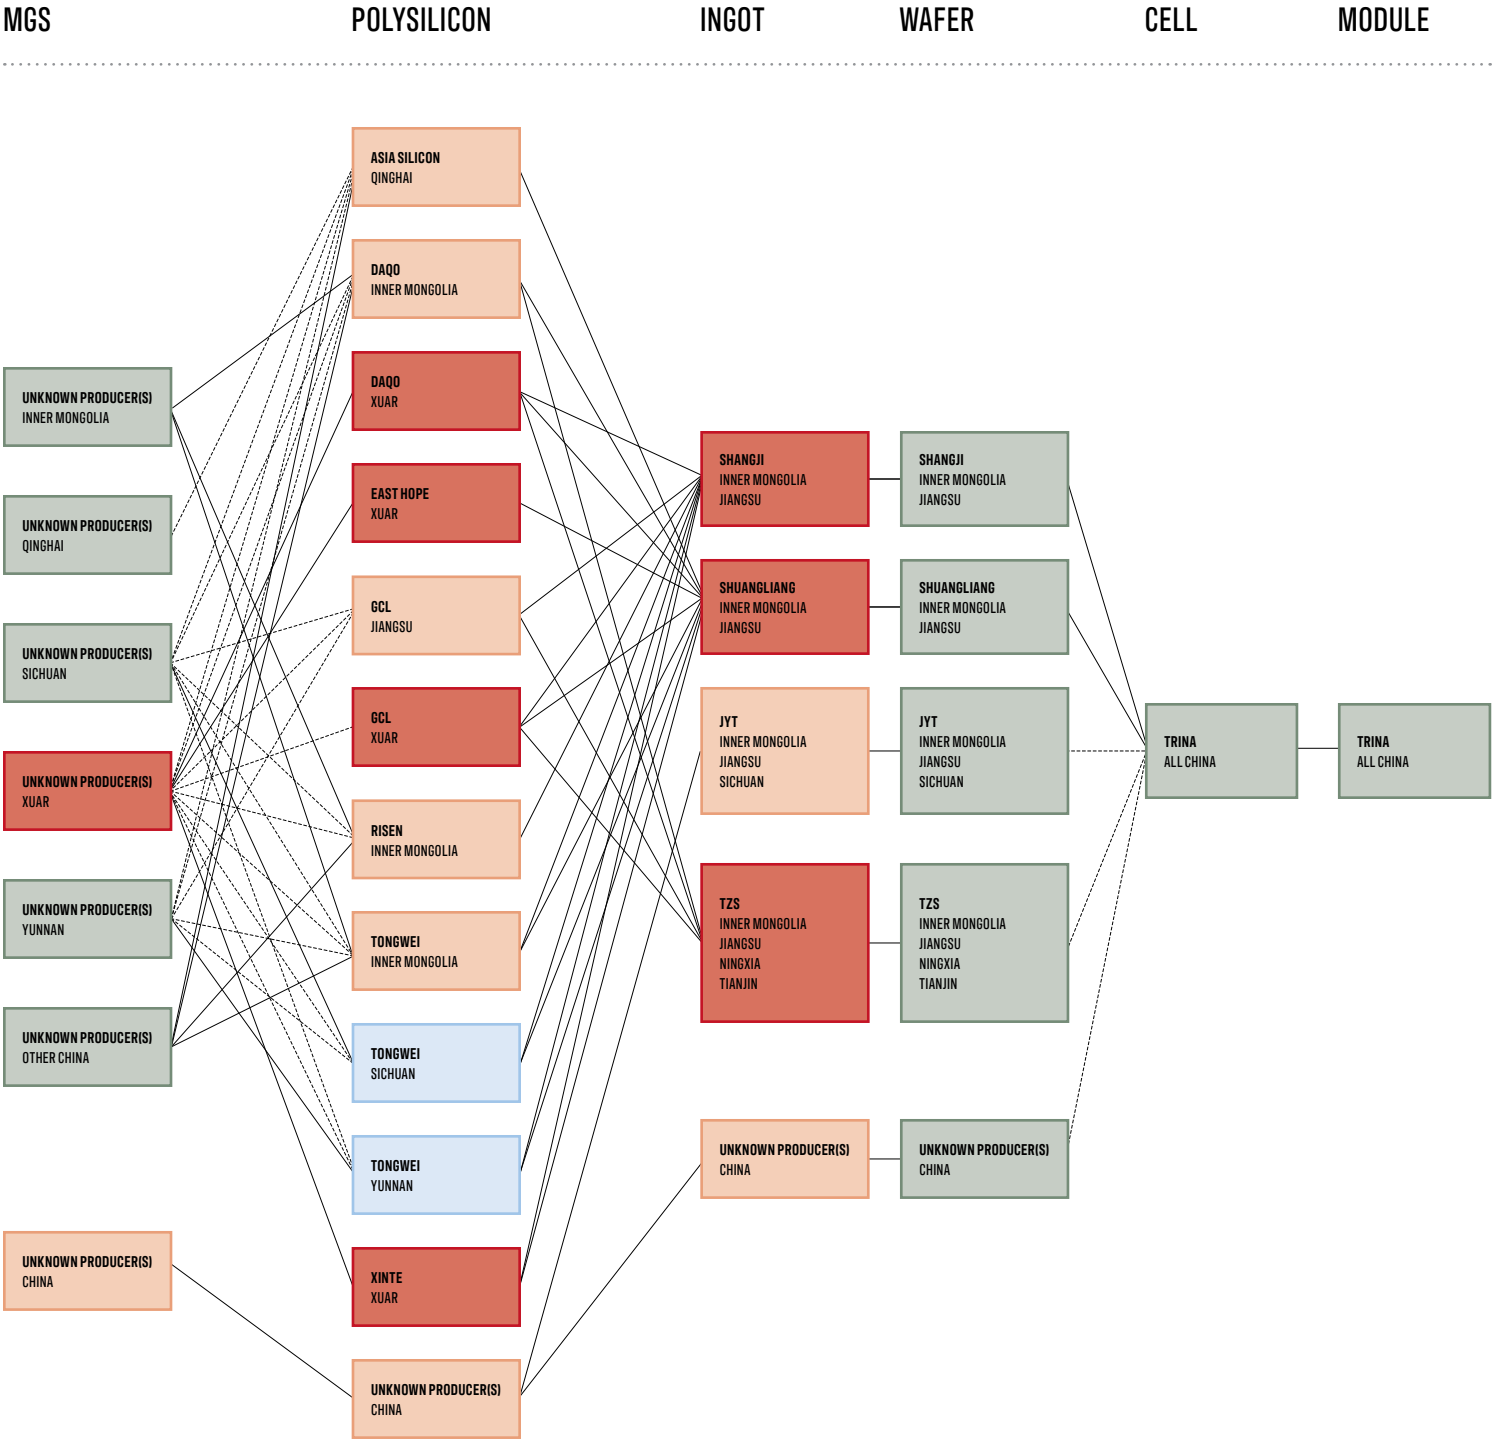 MGS
POLYSILICON
INGOT
WAFER
CELL
MODULE
UNKNOWN PRODUCER(S)
INNER MONGOLIA
UNKNOWN PRODUCER(S)
QINGHAI
UNKNOWN PRODUCER(S)
SICHUAN
UNKNOWN PRODUCER(S)
XUAR
UNKNOWN PRODUCER(S)
YUNNAN
UNKNOWN PRODUCER(S)
OTHER CHINA
UNKNOWN PRODUCER(S)
CHINA
ASIA SILICON
QINGHAI
DAQO
INNER MONGOLIA
DAQO
XUAR
EAST HOPE
XUAR
GCL
JIANGSU
GCL
XUAR
RISEN
INNER MONGOLIA
TONGWEI
INNER MONGOLIA
TONGWEI
SICHUAN
TONGWEI
YUNNAN
XINTE
XUAR
UNKNOWN PRODUCER(S)
CHINA
SHANGJI
INNER MONGOLIA
JIANGSU
SHUANGLIANG
INNER MONGOLIA
JIANGSU
JYT
INNER MONGOLIA
JIANGSU
SICHUAN
TZS
INNER MONGOLIA
JIANGSU
NINGXIA
TIANJIN
UNKNOWN PRODUCER(S)
CHINA
SHANGJI
INNER MONGOLIA
JIANGSU
SHUANGLIANG
INNER MONGOLIA
JIANGSU
JYT
INNER MONGOLIA
JIANGSU
SICHUAN
TZS
INNER MONGOLIA
JIANGSU
NINGXIA
TIANJIN
UNKNOWN PRODUCER(S)
CHINA
TRINA
ALL CHINA
TRINA
ALL CHINA